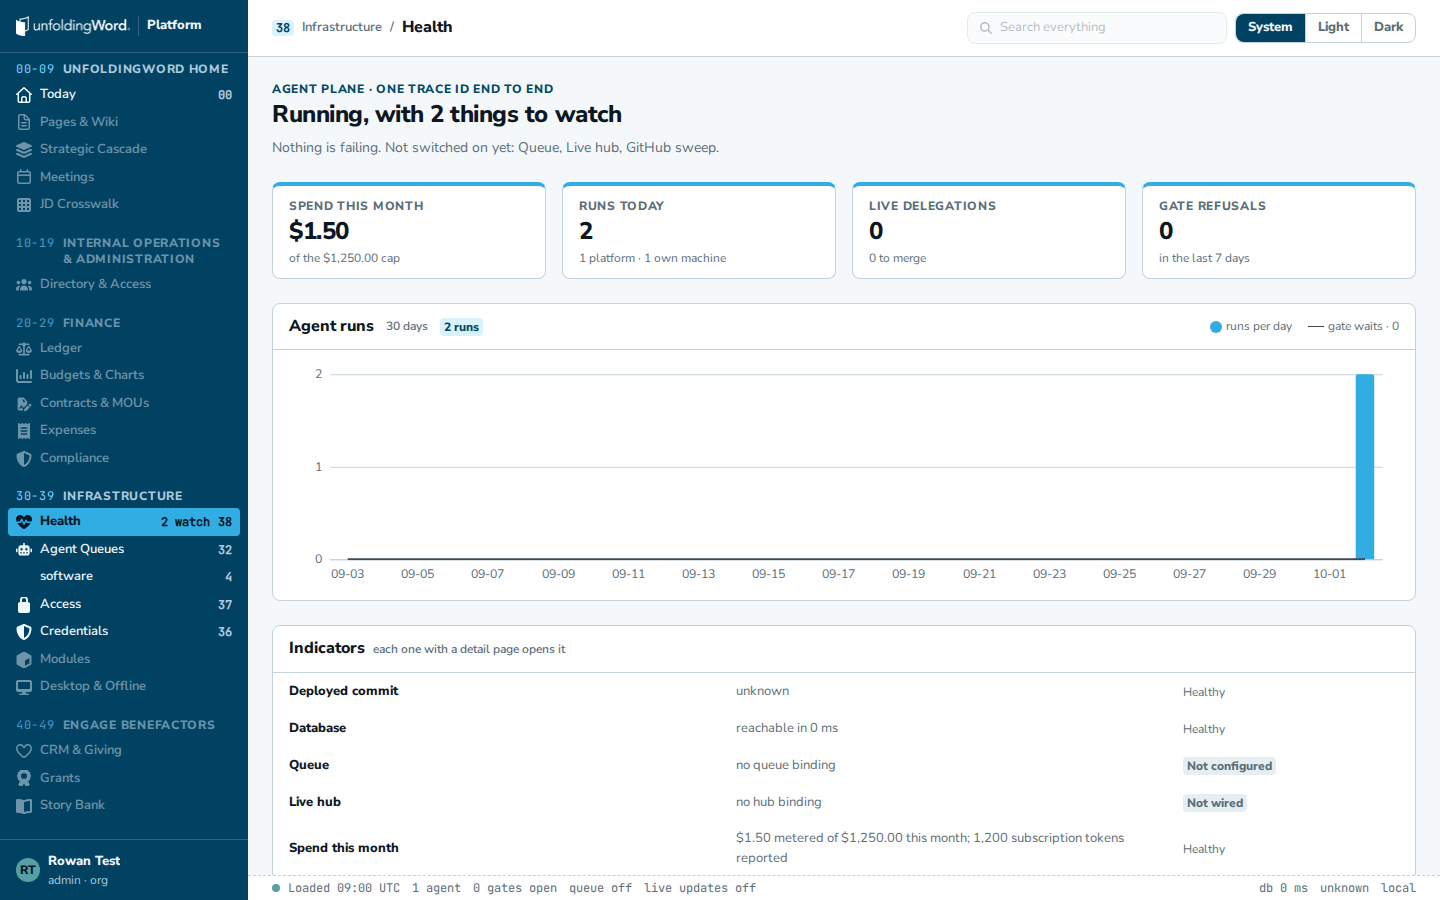 unfoldingWord Platform
00-09 UNFOLDINGWORD HOME
Today 00
Pages & Wiki
Strategic Cascade
Meetings
JD Crosswalk
10-19 INTERNAL OPERATIONS
& ADMINISTRATION
Directory & Access
20-29 FINANCE
Ledger
Budgets & Charts
Contracts & MOUs
Expenses
Compliance
30-39 INFRASTRUCTURE
Health 2 watch 38
Agent Queues 32
software 4
Access 37
Credentials 36
Modules
Desktop & Offline
40-49 ENGAGE BENEFACTORS
CRM & Giving
Grants
Story Bank
RT Rowan Test
admin · org
38 Infrastructure / Health
Search everything
System Light Dark
AGENT PLANE · ONE TRACE ID END TO END
Running, with 2 things to watch
Nothing is failing. Not switched on yet: Queue, Live hub, GitHub sweep.
SPEND THIS MONTH
$1.50
of the $1,250.00 cap
RUNS TODAY
2
1 platform · 1 own machine
LIVE DELEGATIONS
0
0 to merge
GATE REFUSALS
0
in the last 7 days
Agent runs 30 days 2 runs
runs per day gate waits · 0
2
1
0
09-03 09-05 09-07 09-09 09-11 09-13 09-15 09-17 09-19 09-21 09-23 09-25 09-27 09-29 10-01
Indicators each one with a detail page opens it
Deployed commit unknown Healthy
Database reachable in 0 ms Healthy
Queue no queue binding Not configured
Live hub no hub binding Not wired
Spend this month $1.50 metered of $1,250.00 this month; 1,200 subscription tokens
reported Healthy
Loaded 09:00 UTC 1 agent 0 gates open queue off live updates off
db 0 ms unknown local